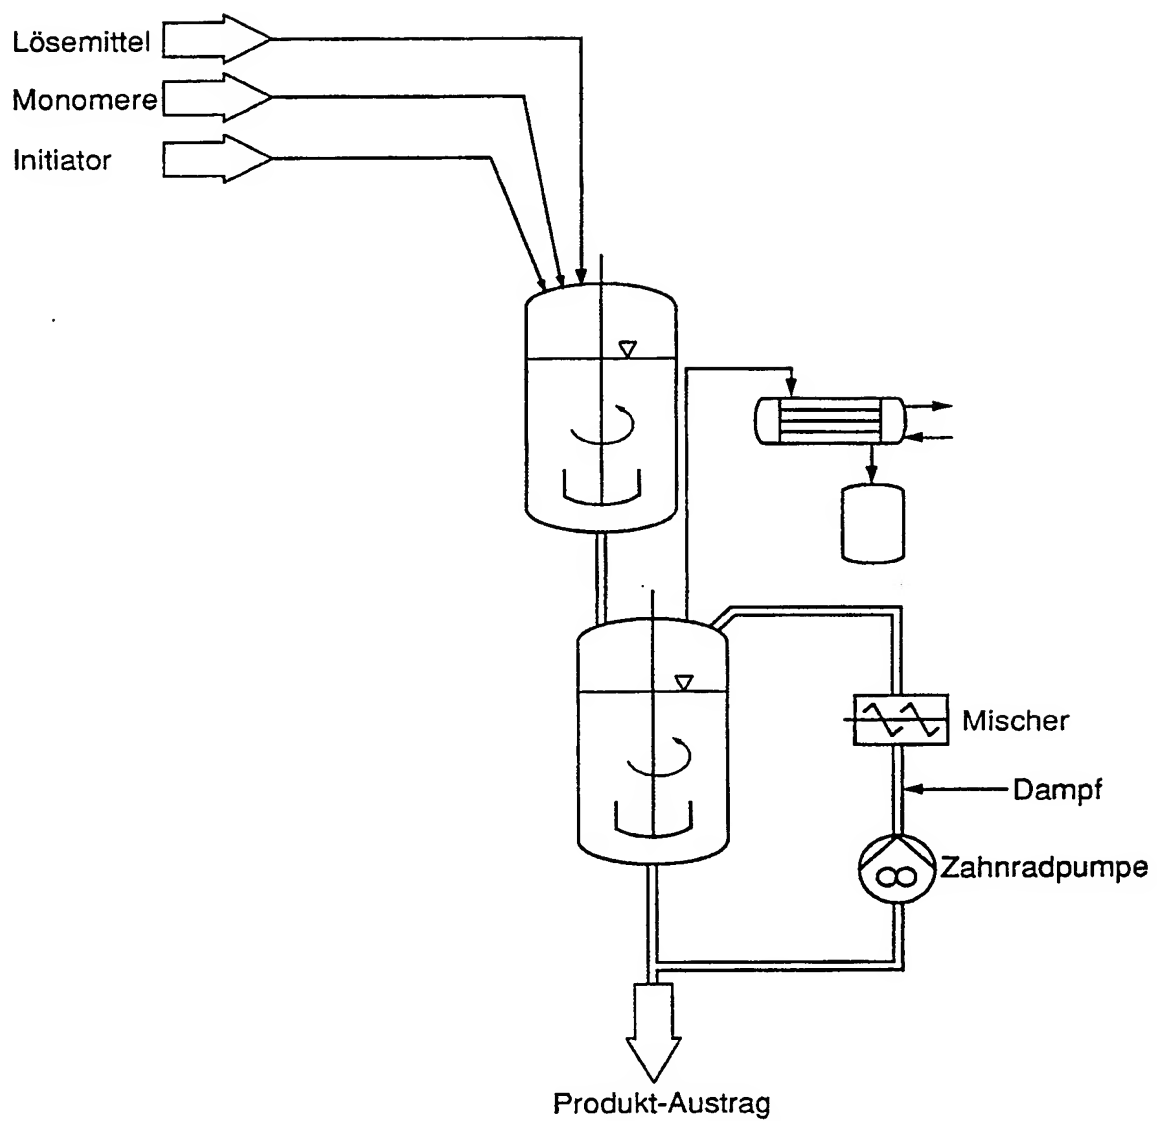 Lösemittel
Monomere
Initiator
Mischer
Dampf
Zahnradpumpe
Produkt-Austrag